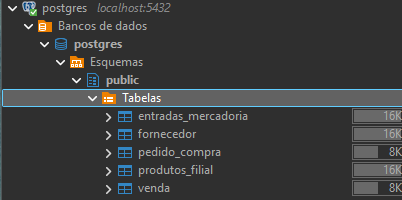 postgres localhost:5432
Bancos de dados
postgres
Esquemas
public
Tabelas
entradas_mercadoria 16K
fornecedor 16K
pedido_compra 8K
produtos_filial 16K
venda 8K